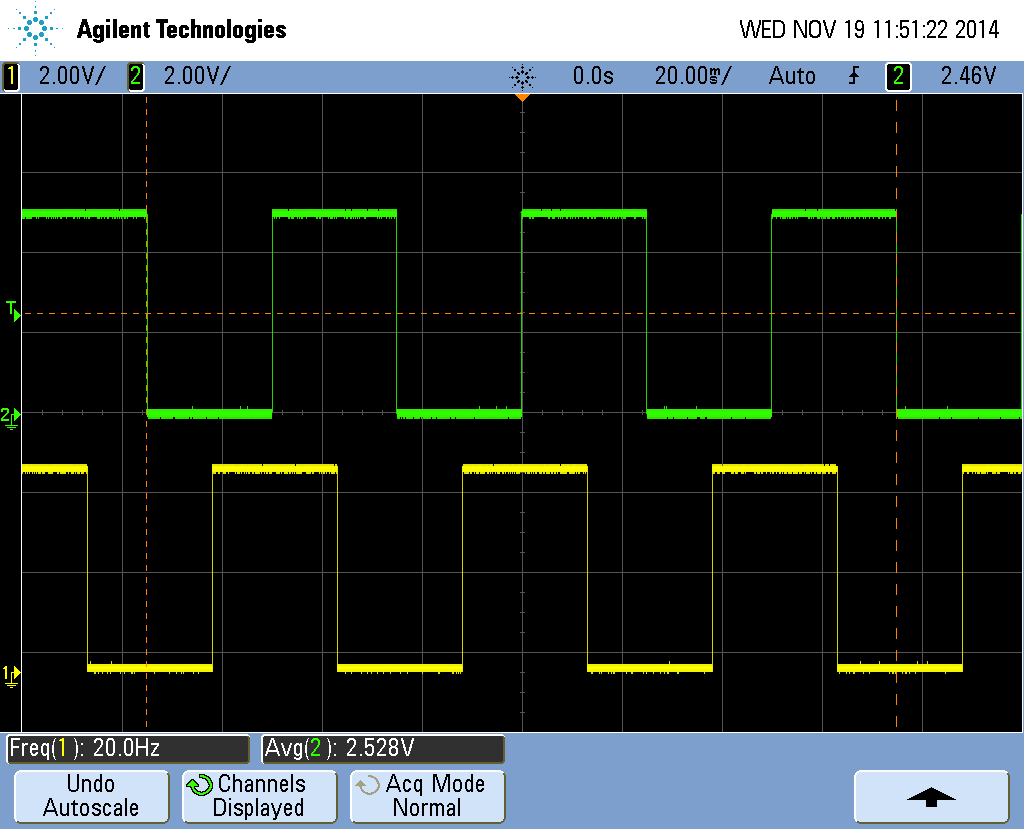 Agilent Technologies WED NOV 19 11:51:22 2014
1 2.00V/ 2 2.00V/ 0.0s 20.00ms/ Auto 2 2.46V
T
2
1
Freq(1): 20.0Hz Avg(2): 2.528V
Undo Autoscale
Channels Displayed
Acq Mode Normal